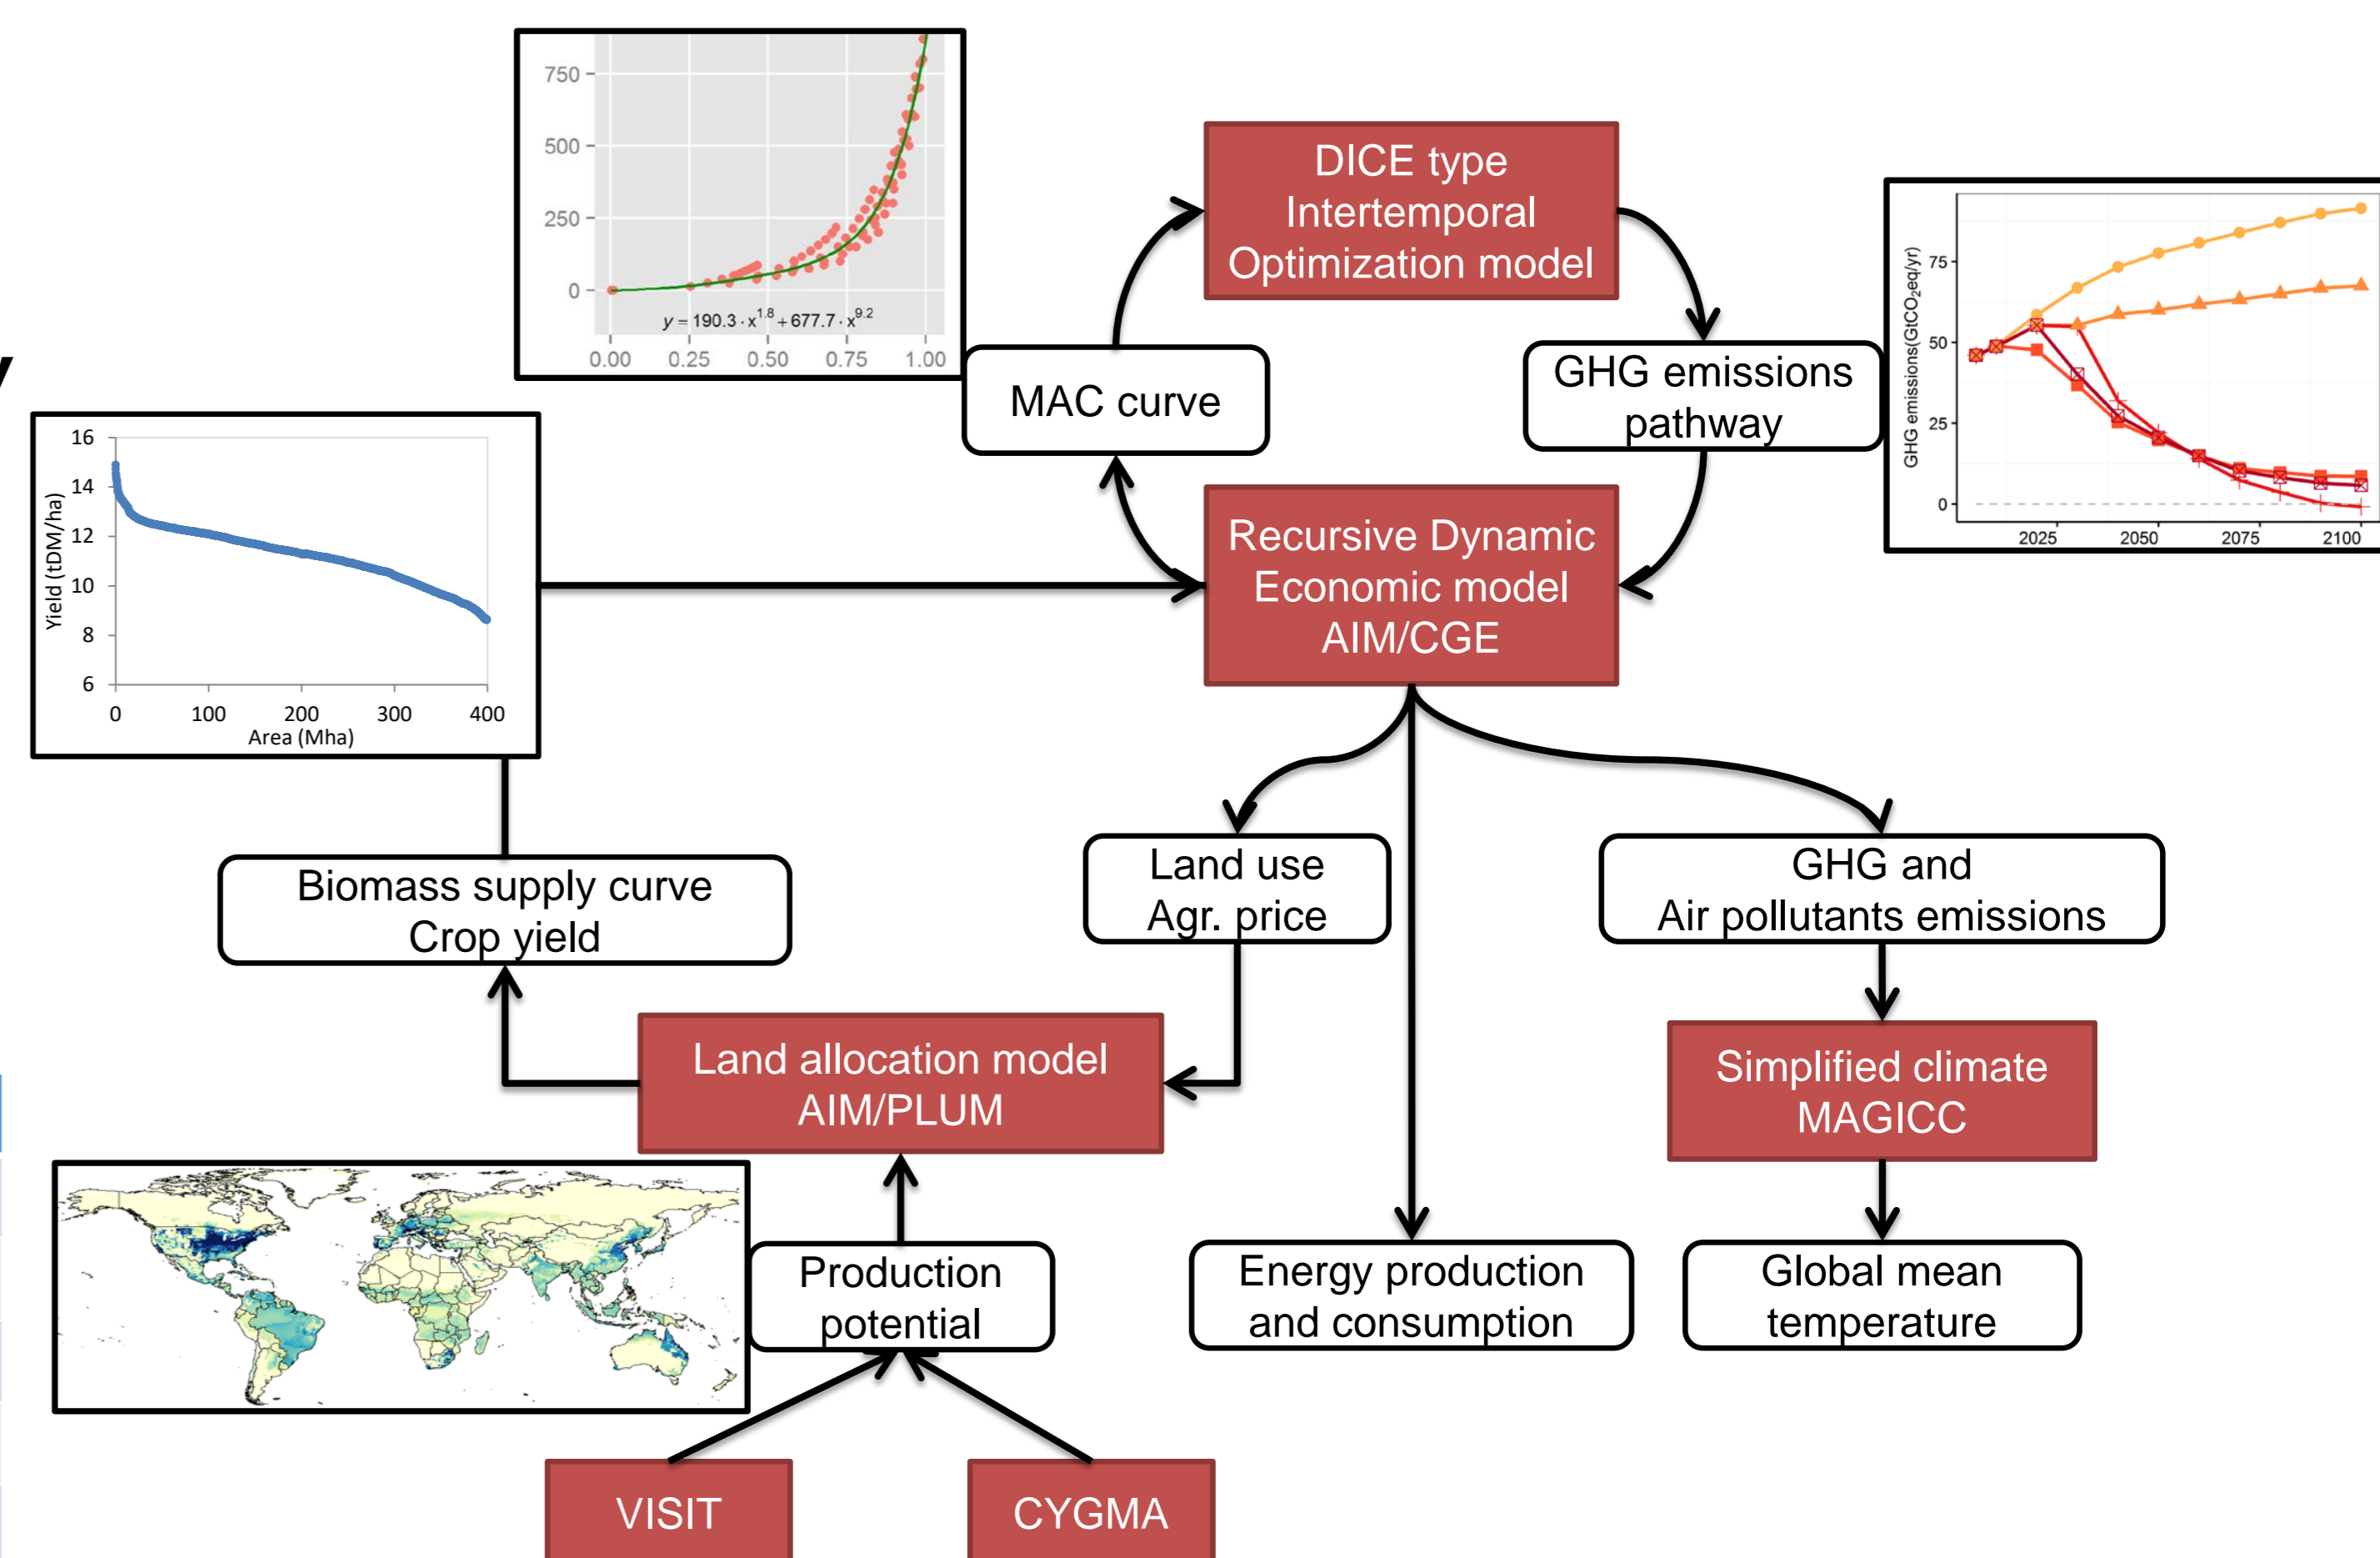 750
500
250
0
y = 190.3 · x^1.8 + 677.7 · x^9.2
0.00 0.25 0.50 0.75 1.00
DICE type
Intertemporal
Optimization model
MAC curve
GHG emissions
pathway
GHG emissions(GtCO₂eq/yr)
75
50
25
0
2025 2050 2075 2100
y
Yield (tDM/ha)
16
14
12
10
8
6
0 100 200 300 400
Area (Mha)
Recursive Dynamic
Economic model
AIM/CGE
Biomass supply curve
Crop yield
Land use
Agr. price
GHG and
Air pollutants emissions
Land allocation model
AIM/PLUM
Simplified climate
MAGICC
Production
potential
Energy production
and consumption
Global mean
temperature
VISIT
CYGMA